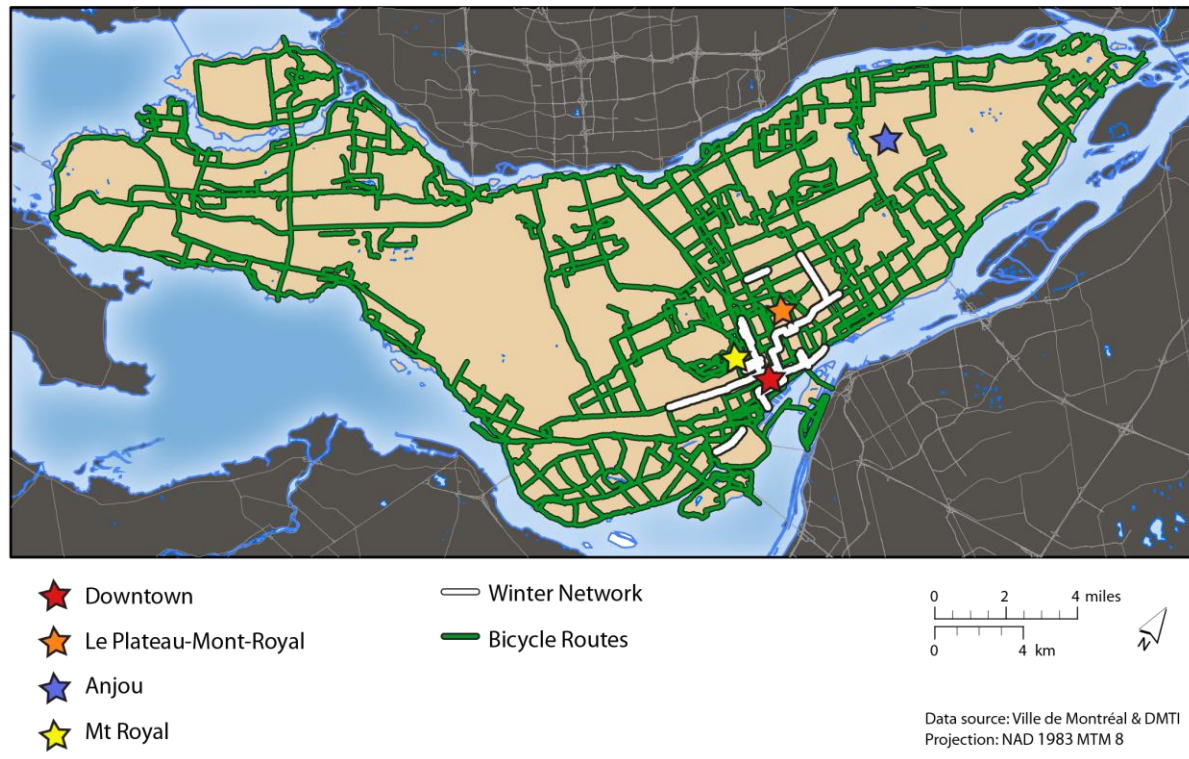 Downtown
Le Plateau-Mont-Royal
Anjou
Mt Royal
Winter Network
Bicycle Routes
0 2 4 miles
0 4 km
N
Data source: Ville de Montréal & DMTI
Projection: NAD 1983 MTM 8